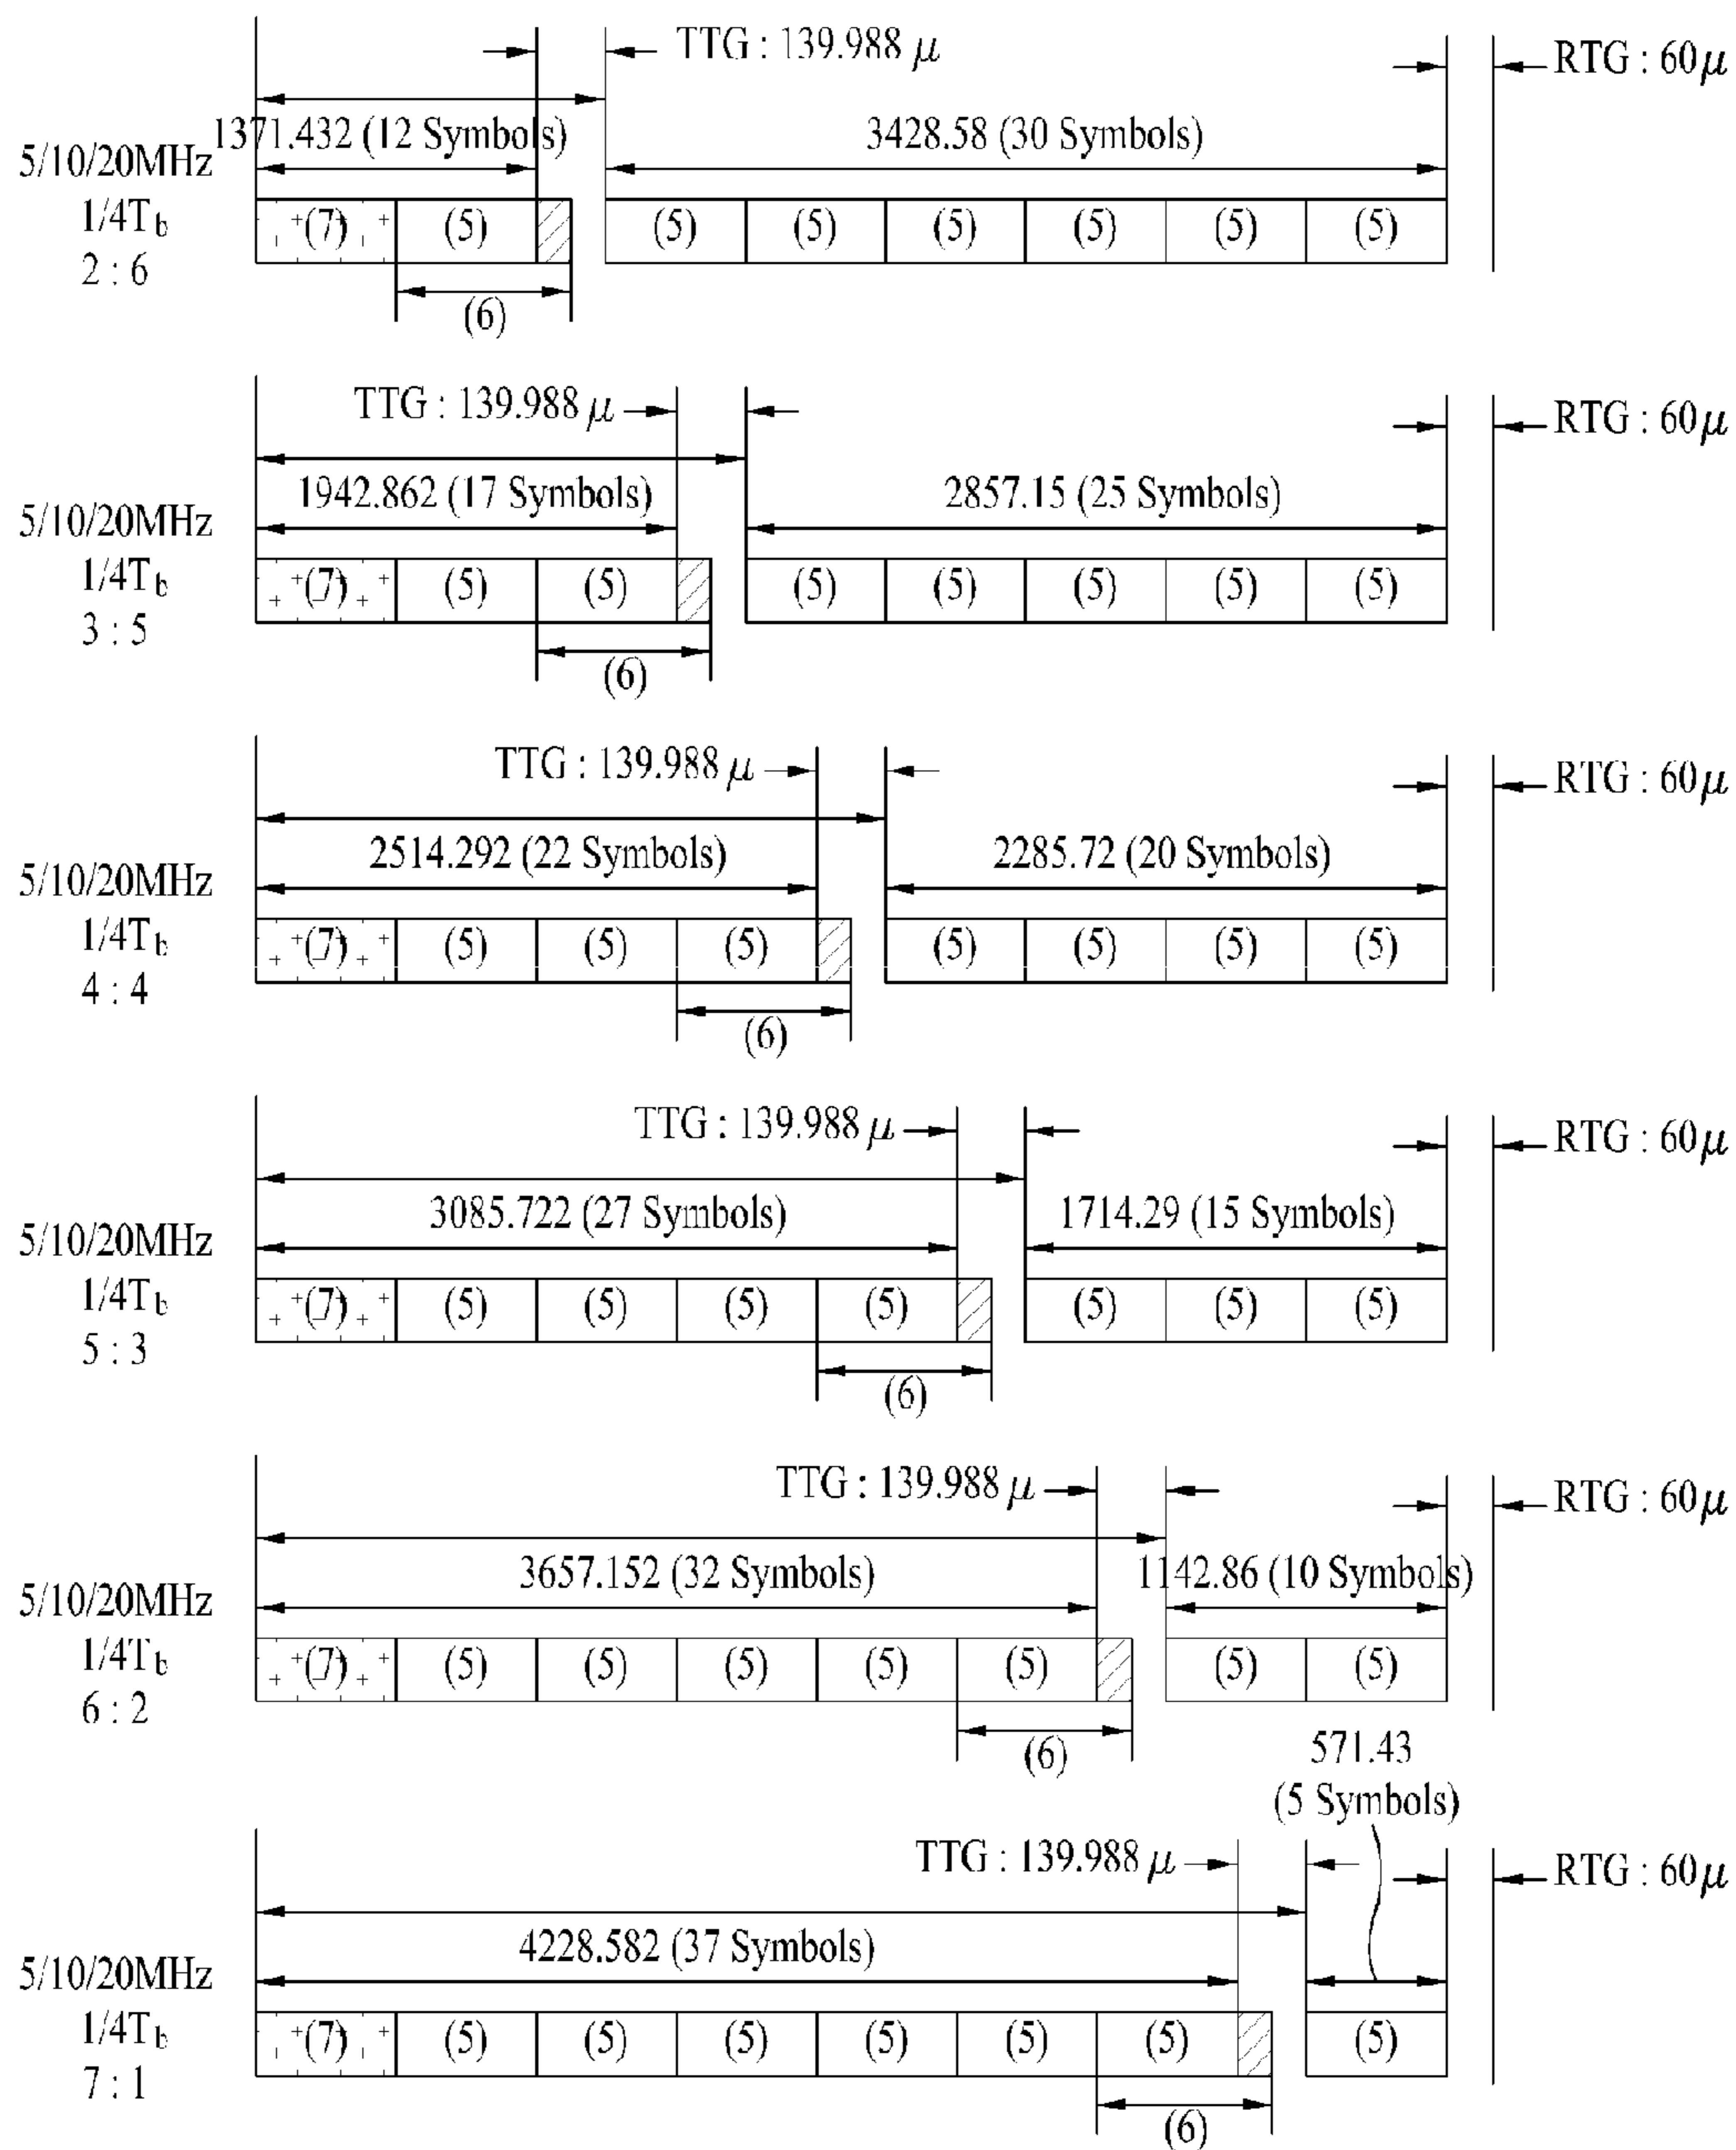 TTG : 139.988 μ
RTG : 60μ
1371.432 (12 Symbols)
3428.58 (30 Symbols)
5/10/20MHz
1/4Tb
2 : 6
(7) (5) (5) (5) (5) (5) (5) (5)
(6)
TTG : 139.988 μ
RTG : 60μ
1942.862 (17 Symbols)
2857.15 (25 Symbols)
5/10/20MHz
1/4Tb
3 : 5
(7) (5) (5) (5) (5) (5) (5) (5)
(6)
TTG : 139.988 μ
RTG : 60μ
2514.292 (22 Symbols)
2285.72 (20 Symbols)
5/10/20MHz
1/4Tb
4 : 4
(7) (5) (5) (5) (5) (5) (5) (5)
(6)
TTG : 139.988 μ
RTG : 60μ
3085.722 (27 Symbols)
1714.29 (15 Symbols)
5/10/20MHz
1/4Tb
5 : 3
(7) (5) (5) (5) (5) (5) (5) (5)
(6)
TTG : 139.988 μ
RTG : 60μ
3657.152 (32 Symbols)
1142.86 (10 Symbols)
5/10/20MHz
1/4Tb
6 : 2
(7) (5) (5) (5) (5) (5) (5) (5)
(6)
571.43
(5 Symbols)
TTG : 139.988 μ
RTG : 60μ
4228.582 (37 Symbols)
5/10/20MHz
1/4Tb
7 : 1
(7) (5) (5) (5) (5) (5) (5) (5)
(6)